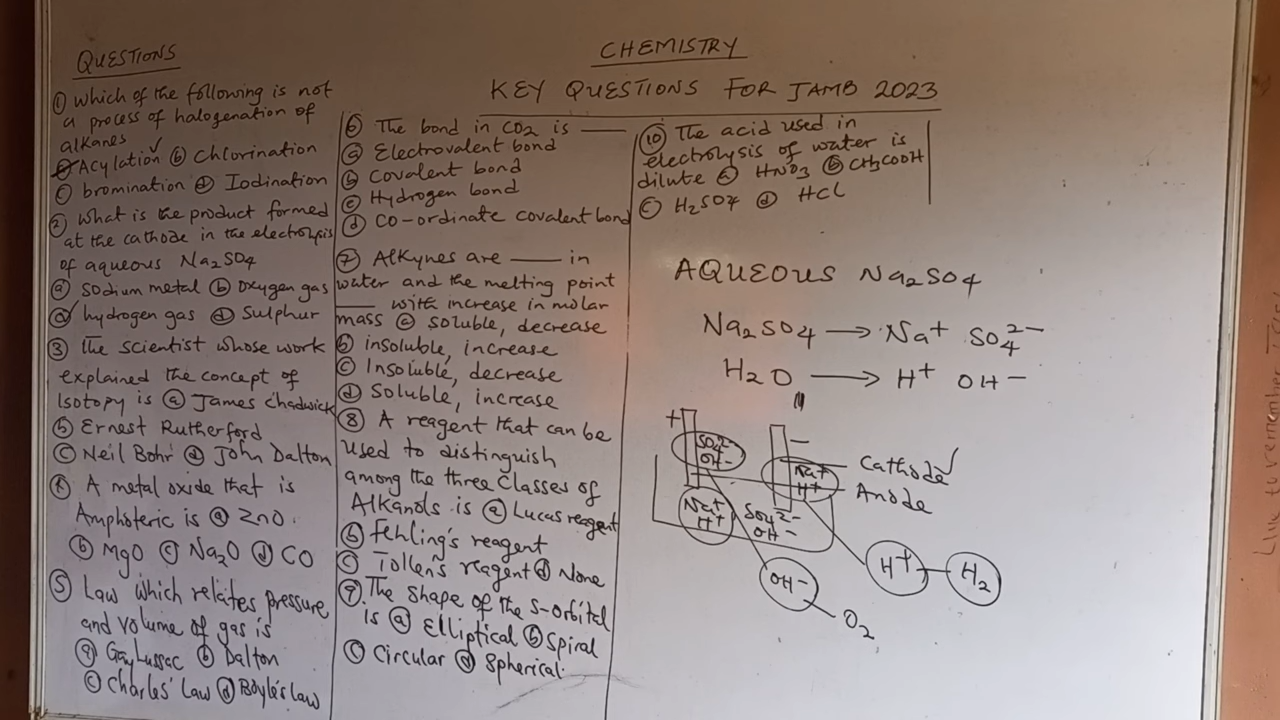 QUESTIONS
① Which of the following is not
a process of halogenation of
alkanes
ⓐ Acylation ✓ ⓑ Chlorination
ⓒ bromination ⓓ Iodination
② What is the product formed
at the cathode in the electrolysis
of aqueous Na₂SO₄
ⓐ Sodium metal ⓑ Oxygen gas
hydrogen gas ⓓ Sulphur
③ The scientist whose work
explained the concept of
Isotopy is ⓐ James Chadwick
ⓑ Ernest Rutherford
ⓒ Neil Bohr ⓓ John Dalton
A metal oxide that is
Amphoteric is ⓐ ZnO
ⓑ MgO ⓒ Na₂O ⓓ CO
⑤ Law which relates pressure
and volume of gas is
ⓐ Gay Lussac ⓑ Dalton
ⓒ Charles' Law ⓓ Boyle's Law
CHEMISTRY
KEY QUESTIONS FOR JAMB 2023
⑥ The bond in CO₂ is ___
ⓐ Electrovalent bond
ⓑ Covalent bond
ⓒ Hydrogen bond
ⓓ CO-ordinate covalent bond
⑦ Alkynes are ___ in
water and the melting point
___ with increase in molar
mass ⓐ soluble, decrease
ⓑ insoluble, increase
ⓒ Insoluble, decrease
ⓓ Soluble, increase
⑧ A reagent that can be
used to distinguish
among the three classes of
Alkanols is ⓐ Lucas reagent
ⓑ Fehling's reagent
ⓒ Tollen's reagent ⓓ None
⑨ The shape of the S-orbital
is ⓐ Elliptical ⓑ Spiral
ⓒ Circular ⓓ Spherical
⑩ The acid used in
electrolysis of water is
dilute ⓐ HNO₃ ⓑ CH₃COOH
ⓒ H₂SO₄ ⓓ HCl
AQUEOUS Na₂SO₄
Na₂SO₄ → Na⁺ SO₄²⁻
H₂O → H⁺ OH⁻
+
−
SO₄²⁻
OH⁻
Na⁺
H⁺
Cathode ✓
Anode
Na⁺
H⁺
SO₄²⁻
OH⁻
OH⁻
O₂
H⁺
H₂